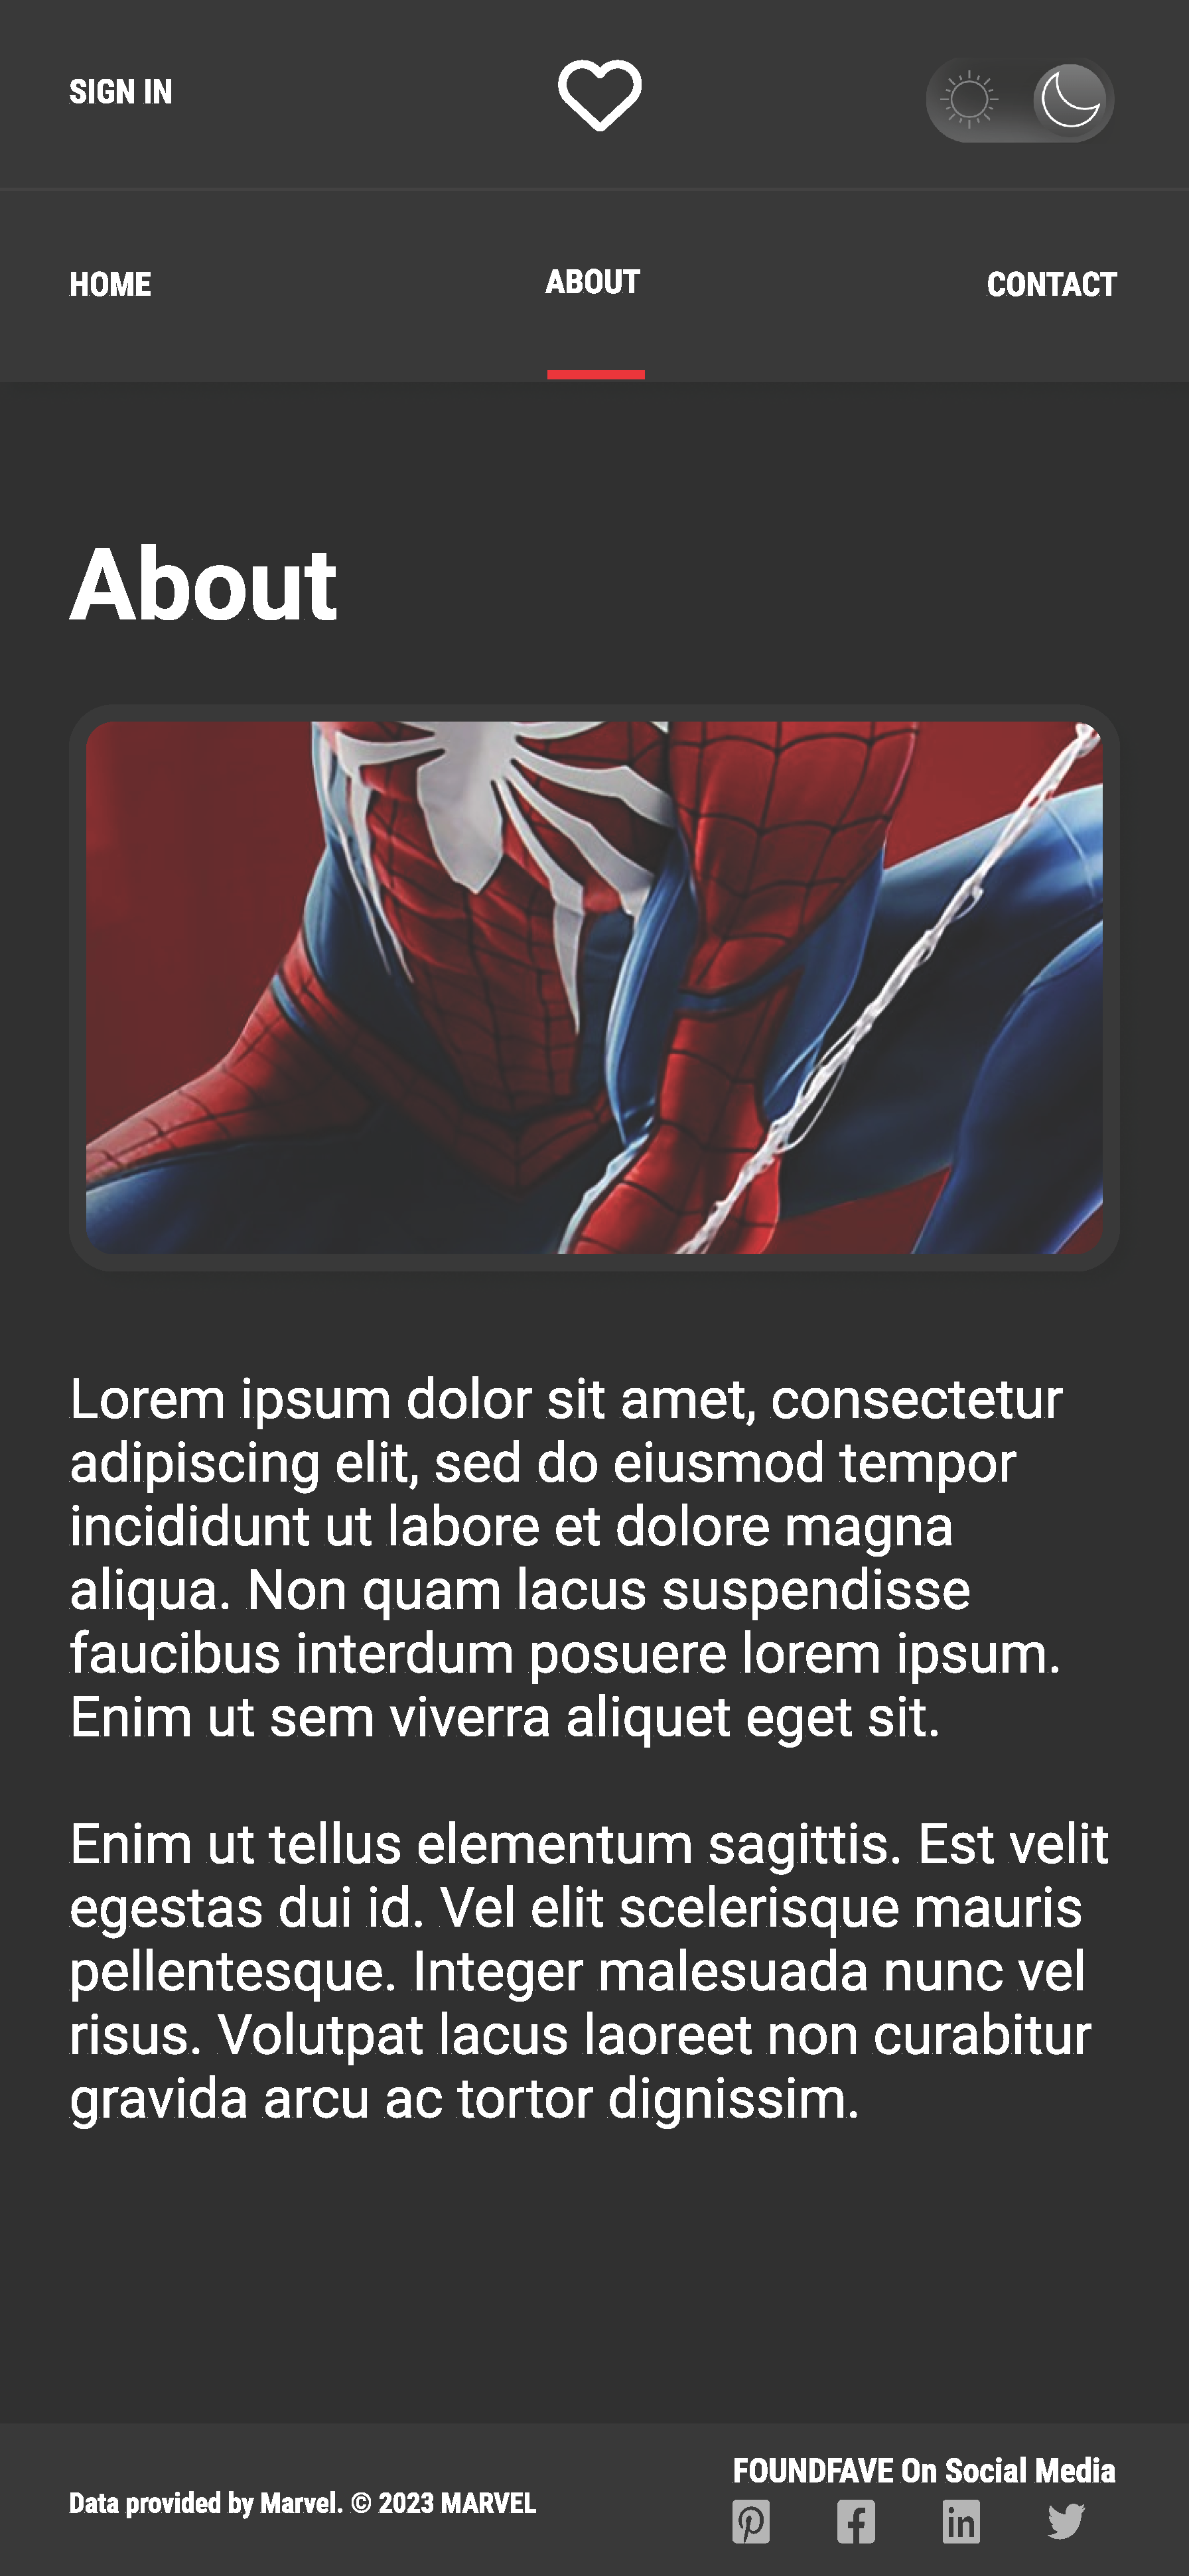 SIGN IN
HOME
ABOUT
CONTACT
About
Lorem ipsum dolor sit amet, consectetur
adipiscing elit, sed do eiusmod tempor
incididunt ut labore et dolore magna
aliqua. Non quam lacus suspendisse
faucibus interdum posuere lorem ipsum.
Enim ut sem viverra aliquet eget sit.
Enim ut tellus elementum sagittis. Est velit
egestas dui id. Vel elit scelerisque mauris
pellentesque. Integer malesuada nunc vel
risus. Volutpat lacus laoreet non curabitur
gravida arcu ac tortor dignissim.
Data provided by Marvel. © 2023 MARVEL
FOUNDFAVE On Social Media